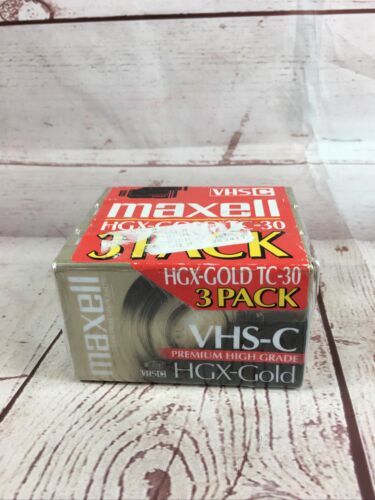 VHS C
maxell
HGX-GOLD TC-30
3 PACK
HGX-GOLD TC-30
3 PACK
maxell
VHS-C
PREMIUM HIGH GRADE
VHS C
HGX-Gold